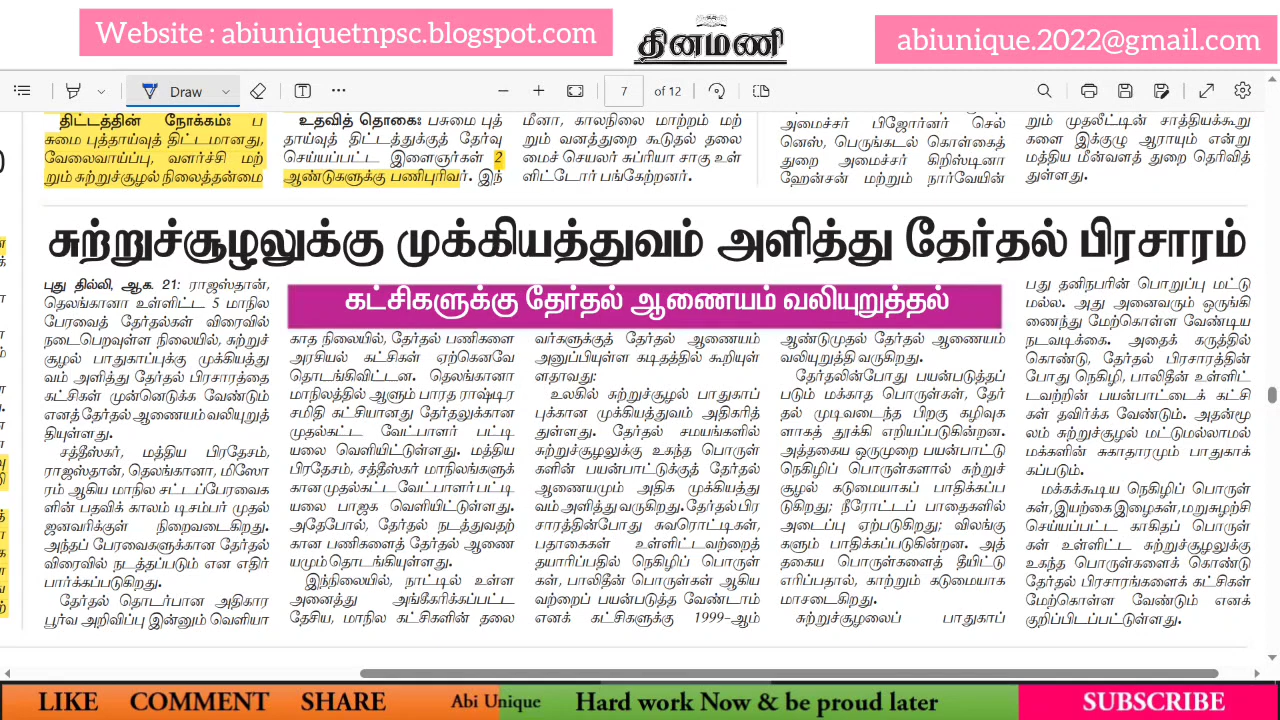 Website : abiuniquetnpsc.blogspot.com
தினமணி
abiunique.2022@gmail.com
Draw
7 of 12
திட்டத்தின் நோக்கம்: ப
சுமை புத்தாய்வுத் திட்டமானது,
வேலைவாய்ப்பு, வளர்ச்சி மற்
றும் சுற்றுச்சூழல் நிலைத்தன்மை
உதவித் தொகை: பசுமை புத்
தாய்வுத் திட்டத்துக்குத் தேர்வு
செய்யப்பட்ட இளைஞர்கள் 2
ஆண்டுகளுக்கு பணிபுரிவர். இந்
மீனா, காலநிலை மாற்றம் மற்
றும் வனத்துறை கூடுதல் தலை
மைச் செயலர் சுப்ரியா சாகு உள்
ளிட்டோர் பங்கேற்றனர்.
அமைச்சர் பிஜோர்னர் செல்
னெஸ், பெருங்கடல் கொள்கைத்
துறை அமைச்சர் கிறிஸ்டினா
ஹேன்சன் மற்றும் நார்வேயின்
றும் முதலீட்டின் சாத்தியக்கூறு
களை இக்குழு ஆராயும் என்று
மத்திய மீன்வளத் துறை தெரிவித்
துள்ளது.
சுற்றுச்சூழலுக்கு முக்கியத்துவம் அளித்து தேர்தல் பிரசாரம்
கட்சிகளுக்கு தேர்தல் ஆணையம் வலியுறுத்தல்
புது தில்லி, ஆக. 21: ராஜஸ்தான்,
தெலங்கானா உள்ளிட்ட 5 மாநில
பேரவைத் தேர்தல்கள் விரைவில்
நடைபெறவுள்ள நிலையில், சுற்றுச்
சூழல் பாதுகாப்புக்கு முக்கியத்து
வம் அளித்து தேர்தல் பிரசாரத்தை
கட்சிகள் முன்னெடுக்க வேண்டும்
எனத் தேர்தல் ஆணையம் வலியுறுத்
தியுள்ளது.
சத்தீஸ்கர், மத்திய பிரதேசம்,
ராஜஸ்தான், தெலங்கானா, மிஸோ
ரம் ஆகிய மாநில சட்டப்பேரவைக
ளின் பதவிக் காலம் டிசம்பர் முதல்
ஜனவரிக்குள் நிறைவடைகிறது.
அந்தப் பேரவைகளுக்கான தேர்தல்
விரைவில் நடத்தப்படும் என எதிர்
பார்க்கப்படுகிறது.
தேர்தல் தொடர்பான அதிகார
பூர்வ அறிவிப்பு இன்னும் வெளியா
காத நிலையில், தேர்தல் பணிகளை
அரசியல் கட்சிகள் ஏற்கெனவே
தொடங்கிவிட்டன. தெலங்கானா
மாநிலத்தில் ஆளும் பாரத ராஷ்டிர
சமிதி கட்சியானது தேர்தலுக்கான
முதல்கட்ட வேட்பாளர் பட்டி
யலை வெளியிட்டுள்ளது. மத்திய
பிரதேசம், சத்தீஸ்கர் மாநிலங்களுக்
கான முதல்கட்ட வேட்பாளர் பட்டி
யலை பாஜக வெளியிட்டுள்ளது.
அதேபோல், தேர்தல் நடத்துவதற்
கான பணிகளைத் தேர்தல் ஆணை
யமும் தொடங்கியுள்ளது.
இந்நிலையில், நாட்டில் உள்ள
அனைத்து அங்கீகரிக்கப்பட்ட
தேசிய, மாநில கட்சிகளின் தலை
வர்களுக்குத் தேர்தல் ஆணையம்
அனுப்பியுள்ள கடிதத்தில் கூறியுள்
ளதாவது:
உலகில் சுற்றுச்சூழல் பாதுகாப்
புக்கான முக்கியத்துவம் அதிகரித்
துள்ளது. தேர்தல் சமயங்களில்
சுற்றுச்சூழலுக்கு உகந்த பொருள்
களின் பயன்பாட்டுக்குத் தேர்தல்
ஆணையமும் அதிக முக்கியத்து
வம் அளித்து வருகிறது. தேர்தல் பிர
சாரத்தின்போது சுவரொட்டிகள்,
பதாகைகள் உள்ளிட்டவற்றைத்
தயாரிப்பதில் நெகிழிப் பொருள்
கள், பாலிதீன் பொருள்கள் ஆகிய
வற்றைப் பயன்படுத்த வேண்டாம்
எனக் கட்சிகளுக்கு 1999-ஆம்
ஆண்டுமுதல் தேர்தல் ஆணையம்
வலியுறுத்தி வருகிறது.
தேர்தலின்போது பயன்படுத்தப்
படும் மக்காத பொருள்கள், தேர்
தல் முடிவடைந்த பிறகு கழிவுக
ளாகத் தூக்கி எறியப்படுகின்றன.
அத்தகைய ஒருமுறை பயன்பாட்டு
நெகிழிப் பொருள்களால் சுற்றுச்
சூழல் கடுமையாகப் பாதிக்கப்ப
டுகிறது; நீரோட்டப் பாதைகளில்
அடைப்பு ஏற்படுகிறது; விலங்கு
களும் பாதிக்கப்படுகின்றன. அத்
தகைய பொருள்களைத் தீயிட்டு
எரிப்பதால், காற்றும் கடுமையாக
மாசடைகிறது.
சுற்றுச்சூழலைப் பாதுகாப்
பது தனிநபரின் பொறுப்பு மட்டு
மல்ல. அது அனைவரும் ஒருங்கி
ணைந்து மேற்கொள்ள வேண்டிய
நடவடிக்கை. அதைக் கருத்தில்
கொண்டு, தேர்தல் பிரசாரத்தின்
போது நெகிழி, பாலிதீன் உள்ளிட்
டவற்றின் பயன்பாட்டைக் கட்சி
கள் தவிர்க்க வேண்டும். அதன்மூ
லம் சுற்றுச்சூழல் மட்டுமல்லாமல்
மக்களின் சுகாதாரமும் பாதுகாக்
கப்படும்.
மக்கக்கூடிய நெகிழிப் பொருள்
கள், இயற்கை இழைகள், மறுசுழற்சி
செய்யப்பட்ட காகிதப் பொருள்
கள் உள்ளிட்ட சுற்றுச்சூழலுக்கு
உகந்த பொருள்களைக் கொண்டு
தேர்தல் பிரசாரங்களைக் கட்சிகள்
மேற்கொள்ள வேண்டும் எனக்
குறிப்பிடப்பட்டுள்ளது.
LIKE COMMENT SHARE Abi Unique Hard work Now & be proud later SUBSCRIBE